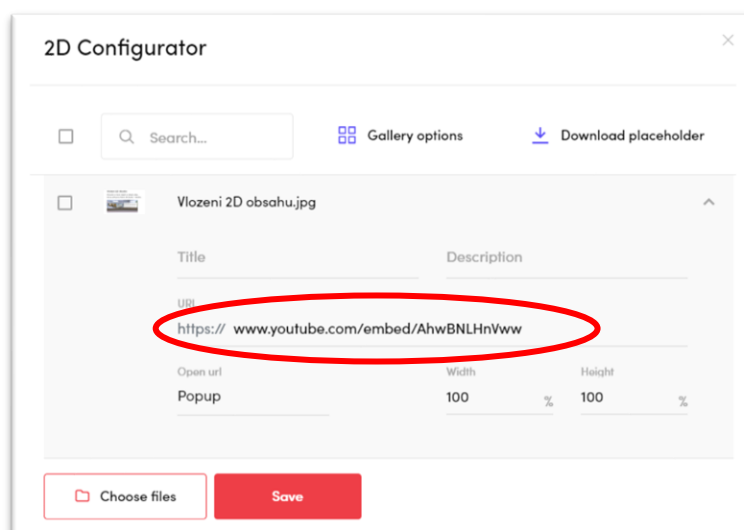 2D Configurator
Search...
Gallery options
Download placeholder
Vlozeni 2D obsahu.jpg
Title
Description
URL
https:// www.youtube.com/embed/AhwBNLHnVww
Open url
Width
Height
Popup
100 %
100 %
Choose files
Save